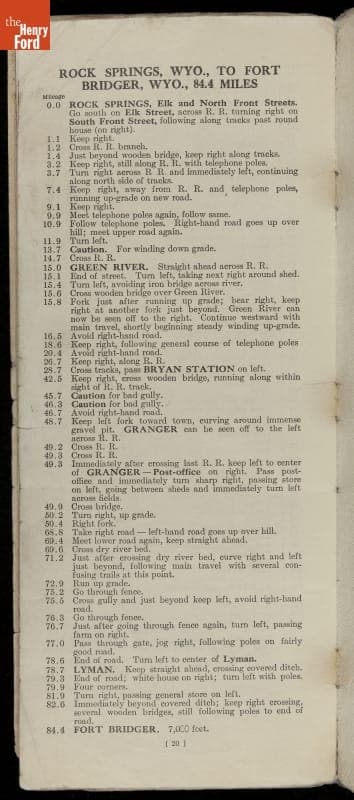 the
Henry
Ford
ROCK SPRINGS, WYO., TO FORT
BRIDGER, WYO., 84.4 MILES
Mileage
0.0 ROCK SPRINGS, Elk and North Front Streets.
Go south on Elk Street, across R. R. turning right on
South Front Street, following along tracks past round
house (on right).
1.1 Keep right.
1.2 Cross R. R. branch.
1.4 Just beyond wooden bridge, keep right along tracks.
3.2 Keep right, still along R. R. with telephone poles.
3.7 Turn right across R R and immediately left, continuing
along north side of tracks.
7.4 Keep right, away from R. R. and telephone poles,
running up-grade on new road.
9.1 Keep right.
9.9 Meet telephone poles again, follow same.
10.9 Follow telephone poles. Right-hand road goes up over
hill; meet upper road again.
11.9 Turn left.
13.7 Caution. For winding down grade.
14.7 Cross R. R.
15.0 GREEN RIVER. Straight ahead across R. R.
15.1 End of street. Turn left, taking next right around shed.
15.4 Turn left, avoiding iron bridge across river.
15.6 Cross wooden bridge over Green River.
15.8 Fork just after running up grade; bear right, keep
right at another fork just beyond. Green River can
now be seen off to the right. Continue westward with
main travel, shortly beginning steady winding up-grade.
16.5 Avoid right-hand road.
18.6 Keep right, following general course of telephone poles
20.4 Avoid right-hand road.
26.7 Keep right, along R. R.
28.7 Cross tracks, pass BRYAN STATION on left.
42.5 Keep right, cross wooden bridge, running along within
sight of R. R. track.
45.7 Caution for bad gully.
46.3 Caution for bad gully.
46.7 Avoid right-hand road.
48.7 Keep left fork toward town, curving around immense
gravel pit. GRANGER can be seen off to the left
across R. R.
49.2 Cross R. R.
49.3 Cross R. R.
49.3 Immediately after crossing last R. R. keep left to center
of GRANGER—Post-office on right. Pass post-
office and immediately turn sharp right, passing store
on left, going between sheds and immediately turn left
across fields.
49.9 Cross bridge.
50.2 Turn right, up grade.
50.4 Right fork.
68.8 Take right road — left-hand road goes up over hill.
69.4 Meet lower road again, keep straight ahead.
69.6 Cross dry river bed.
71.2 Just after crossing dry river bed, curve right and left
just beyond, following main travel with several con-
fusing trails at this point.
72.9 Run up grade.
75.2 Go through fence.
75.5 Cross gully and just beyond keep left, avoid right-hand
road.
76.3 Go through fence.
76.7 Just after going through fence again, turn left, passing
farm on right.
77.0 Pass through gate, jog right, following poles on fairly
good road.
78.6 End of road. Turn left to center of Lyman.
78.7 LYMAN. Keep straight ahead, crossing covered ditch.
79.3 End of road; white house on right; turn left with poles.
79.9 Four corners.
81.9 Turn right, passing general store on left.
82.6 Immediately beyond covered ditch; keep right crossing,
several wooden bridges, still following poles to end of
road.
84.4 FORT BRIDGER. 7,000 feet.
[ 20 ]